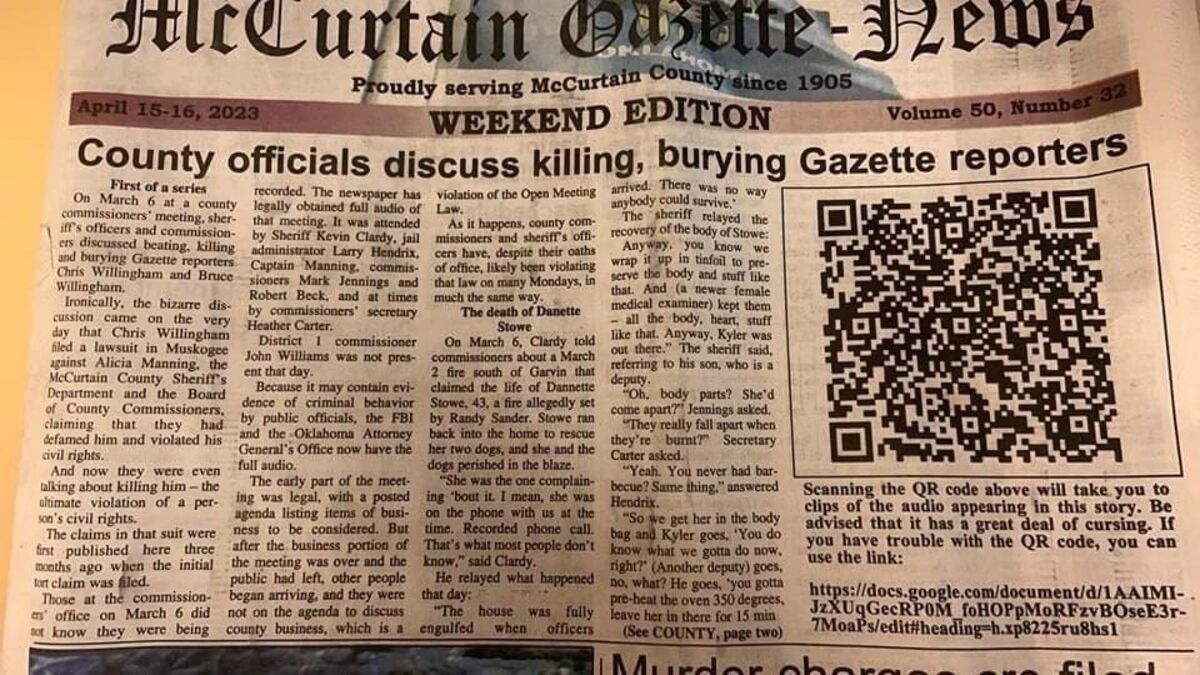 McCurtain Gazette-News
OKLAHOMA
Proudly serving McCurtain County since 1905
April 15-16, 2023
WEEKEND EDITION
Volume 50, Number 32
County officials discuss killing, burying Gazette reporters
First of a series
On March 6 at a county
commissioners' meeting, sher-
iff's officers and commission-
ers discussed beating, killing
and burying Gazette reporters
Chris Willingham and Bruce
Willingham.
Ironically, the bizarre dis-
cussion came on the very
day that Chris Willingham
filed a lawsuit in Muskogee
against Alicia Manning, the
McCurtain County Sheriff's
Department and the Board
of County Commissioners,
claiming that they had
defamed him and violated his
civil rights.
And now they were even
talking about killing him – the
ultimate violation of a per-
son's civil rights.
The claims in that suit were
first published here three
months ago when the initial
tort claim was filed.
Those at the commission-
ers' office on March 6 did
not know they were being
recorded. The newspaper has
legally obtained full audio of
that meeting. It was attended
by Sheriff Kevin Clardy, jail
administrator Larry Hendrix,
Captain Manning, commis-
sioners Mark Jennings and
Robert Beck, and at times
by commissioners' secretary
Heather Carter.
District 1 commissioner
John Williams was not pres-
ent that day.
Because it may contain evi-
dence of criminal behavior
by public officials, the FBI
and the Oklahoma Attorney
General's Office now have the
full audio.
The early part of the meet-
ing was legal, with a posted
agenda listing items of busi-
ness to be considered. But
after the business portion of
the meeting was over and the
public had left, other people
began arriving, and they were
not on the agenda to discuss
county business, which is a
violation of the Open Meeting
Law.
As it happens, county com-
missioners and sheriff's offi-
cers have, despite their oaths
of office, likely been violating
that law on many Mondays, in
much the same way.
The death of Danette
Stowe
On March 6, Clardy told
commissioners about a March
2 fire south of Garvin that
claimed the life of Dannette
Stowe, 43, a fire allegedly set
by Randy Sander. Stowe ran
back into the home to rescue
her two dogs, and she and the
dogs perished in the blaze.
"She was the one complain-
ing 'bout it. I mean, she was
on the phone with us at the
time. Recorded phone call.
That's what most people don't
know," said Clardy.
He relayed what happened
that day:
"The house was fully
engulfed when officers
arrived. There was no way
anybody could survive.'
The sheriff relayed the
recovery of the body of Stowe:
Anyway, you know we
wrap it up in tinfoil to pre-
serve the body and stuff like
that. And (a newer female
medical examiner) kept them
– all the body, heart, stuff
like that. Anyway, Kyler was
out there." The sheriff said,
referring to his son, who is a
deputy.
"Oh, body parts? She'd
come apart?" Jennings asked.
"They really fall apart when
they're burnt?" Secretary
Carter asked.
"Yeah. You never had bar-
becue? Same thing," answered
Hendrix.
"So we get her in the body
bag and Kyler goes, 'You do
know what we gotta do now,
right?' (Another deputy) goes,
no, what? He goes, 'you gotta
pre-heat the oven 350 degrees,
leave her in there for 15 min
(See COUNTY, page two)
Scanning the QR code above will take you to
clips of the audio appearing in this story. Be
advised that it has a great deal of cursing. If
you have trouble with the QR code, you can
use the link:
https://docs.google.com/document/d/1AAIMI-
JzXUqGecRP0M_foHOPpMoRFzvBOseE3r-
7MoaPs/edit#heading=h.xp8225ru8hs1
Murder charges are filed